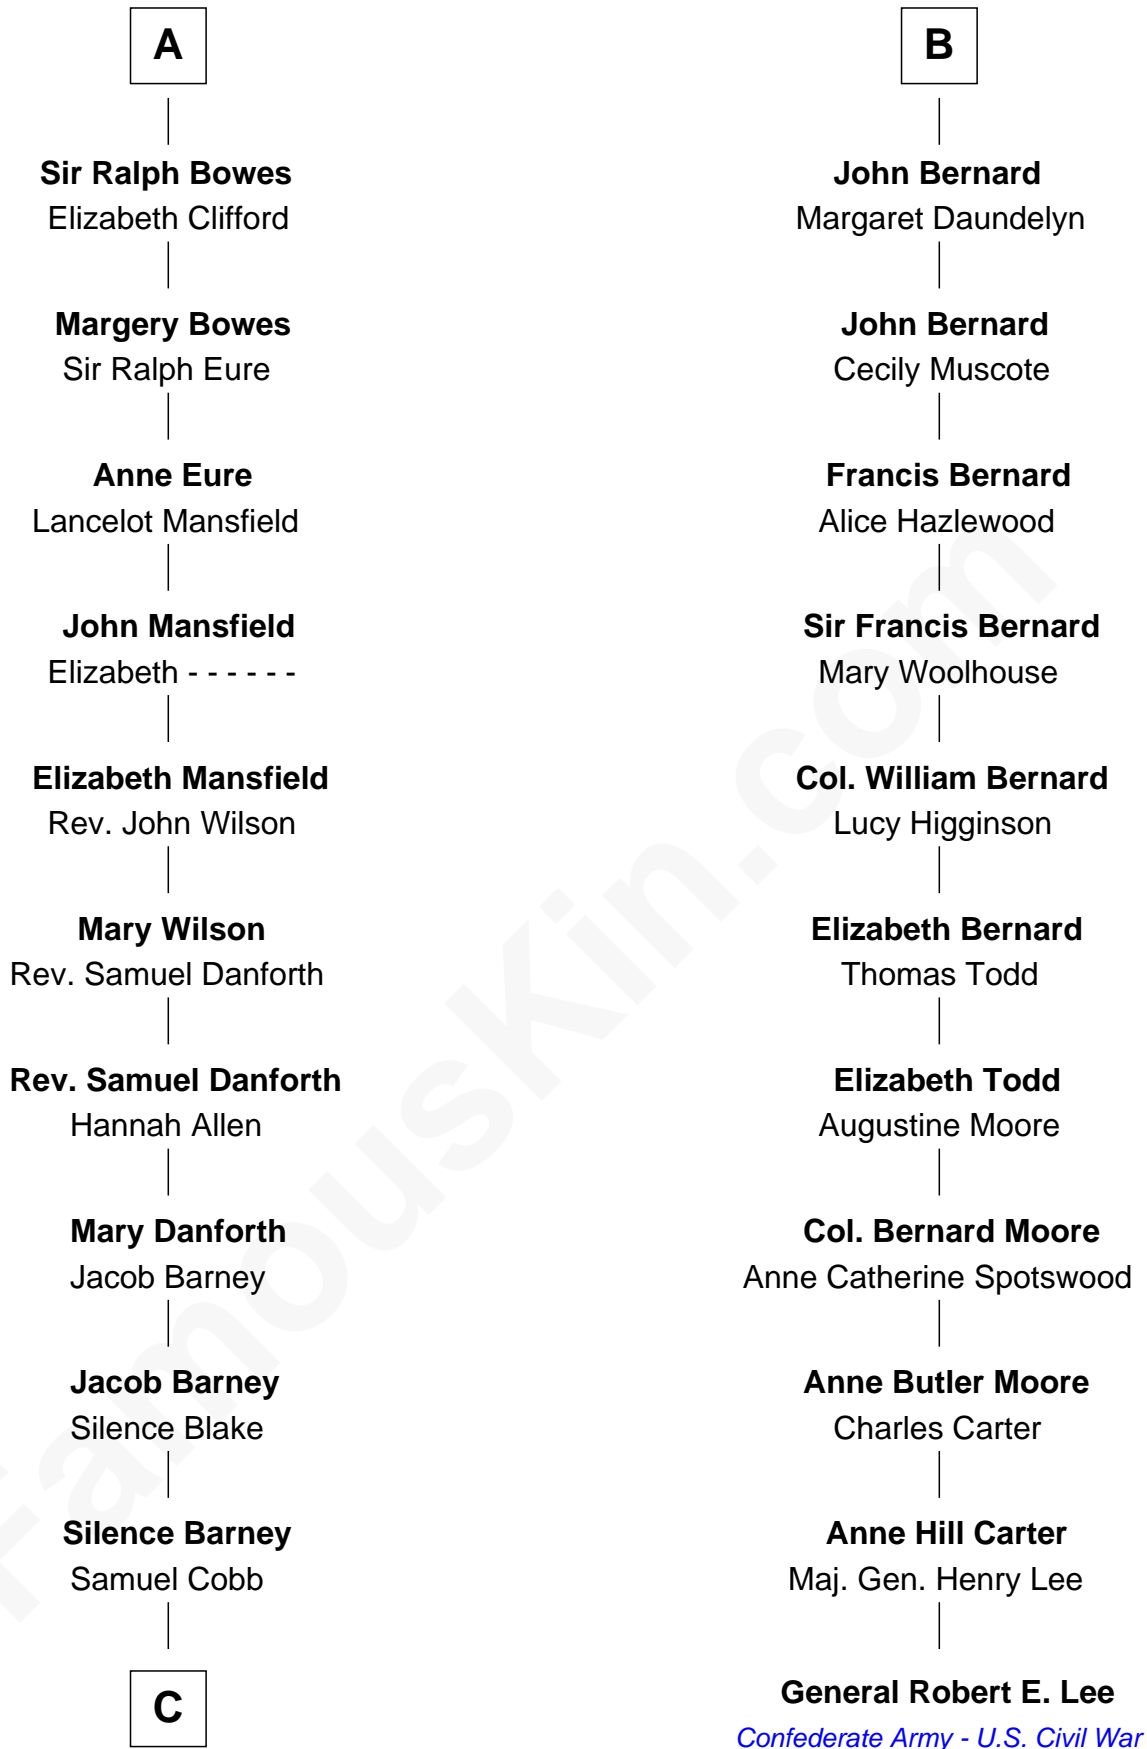 A
Sir Ralph Bowes
Elizabeth Clifford
Margery Bowes
Sir Ralph Eure
Anne Eure
Lancelot Mansfield
John Mansfield
Elizabeth - - - - - -
Elizabeth Mansfield
Rev. John Wilson
Mary Wilson
Rev. Samuel Danforth
Rev. Samuel Danforth
Hannah Allen
Mary Danforth
Jacob Barney
Jacob Barney
Silence Blake
Silence Barney
Samuel Cobb
C
B
John Bernard
Margaret Daundelyn
John Bernard
Cecily Muscote
Francis Bernard
Alice Hazlewood
Sir Francis Bernard
Mary Woolhouse
Col. William Bernard
Lucy Higginson
Elizabeth Bernard
Thomas Todd
Elizabeth Todd
Augustine Moore
Col. Bernard Moore
Anne Catherine Spotswood
Anne Butler Moore
Charles Carter
Anne Hill Carter
Maj. Gen. Henry Lee
General Robert E. Lee
Confederate Army - U.S. Civil War
FamousKin.com